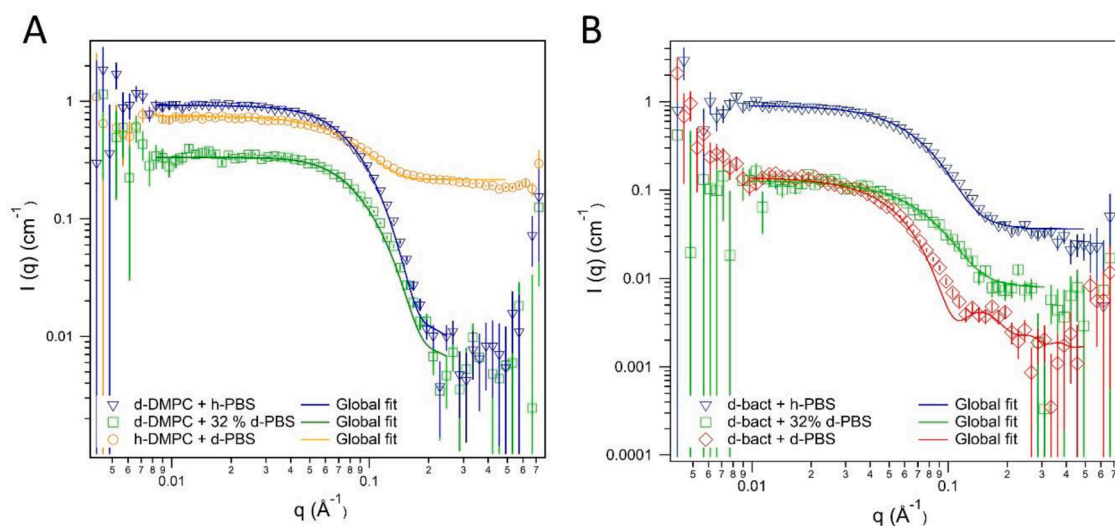 A
I (q) (cm-1)
1
0.1
0.01
d-DMPC + h-PBS
d-DMPC + 32 % d-PBS
h-DMPC + d-PBS
Global fit
Global fit
Global fit
5 6 7 8 9 2 3 4 5 6 7 8 9 2 3 4 5 6 7
0.01 0.1
q (Å-1)
B
I (q) (cm-1)
1
0.1
0.01
0.001
0.0001
d-bact + h-PBS
d-bact + 32% d-PBS
d-bact + d-PBS
Global fit
Global fit
Global fit
5 6 7 8 9 2 3 4 5 6 7 8 9 2 3 4 5 6 7
0.01 0.1
q (Å-1)